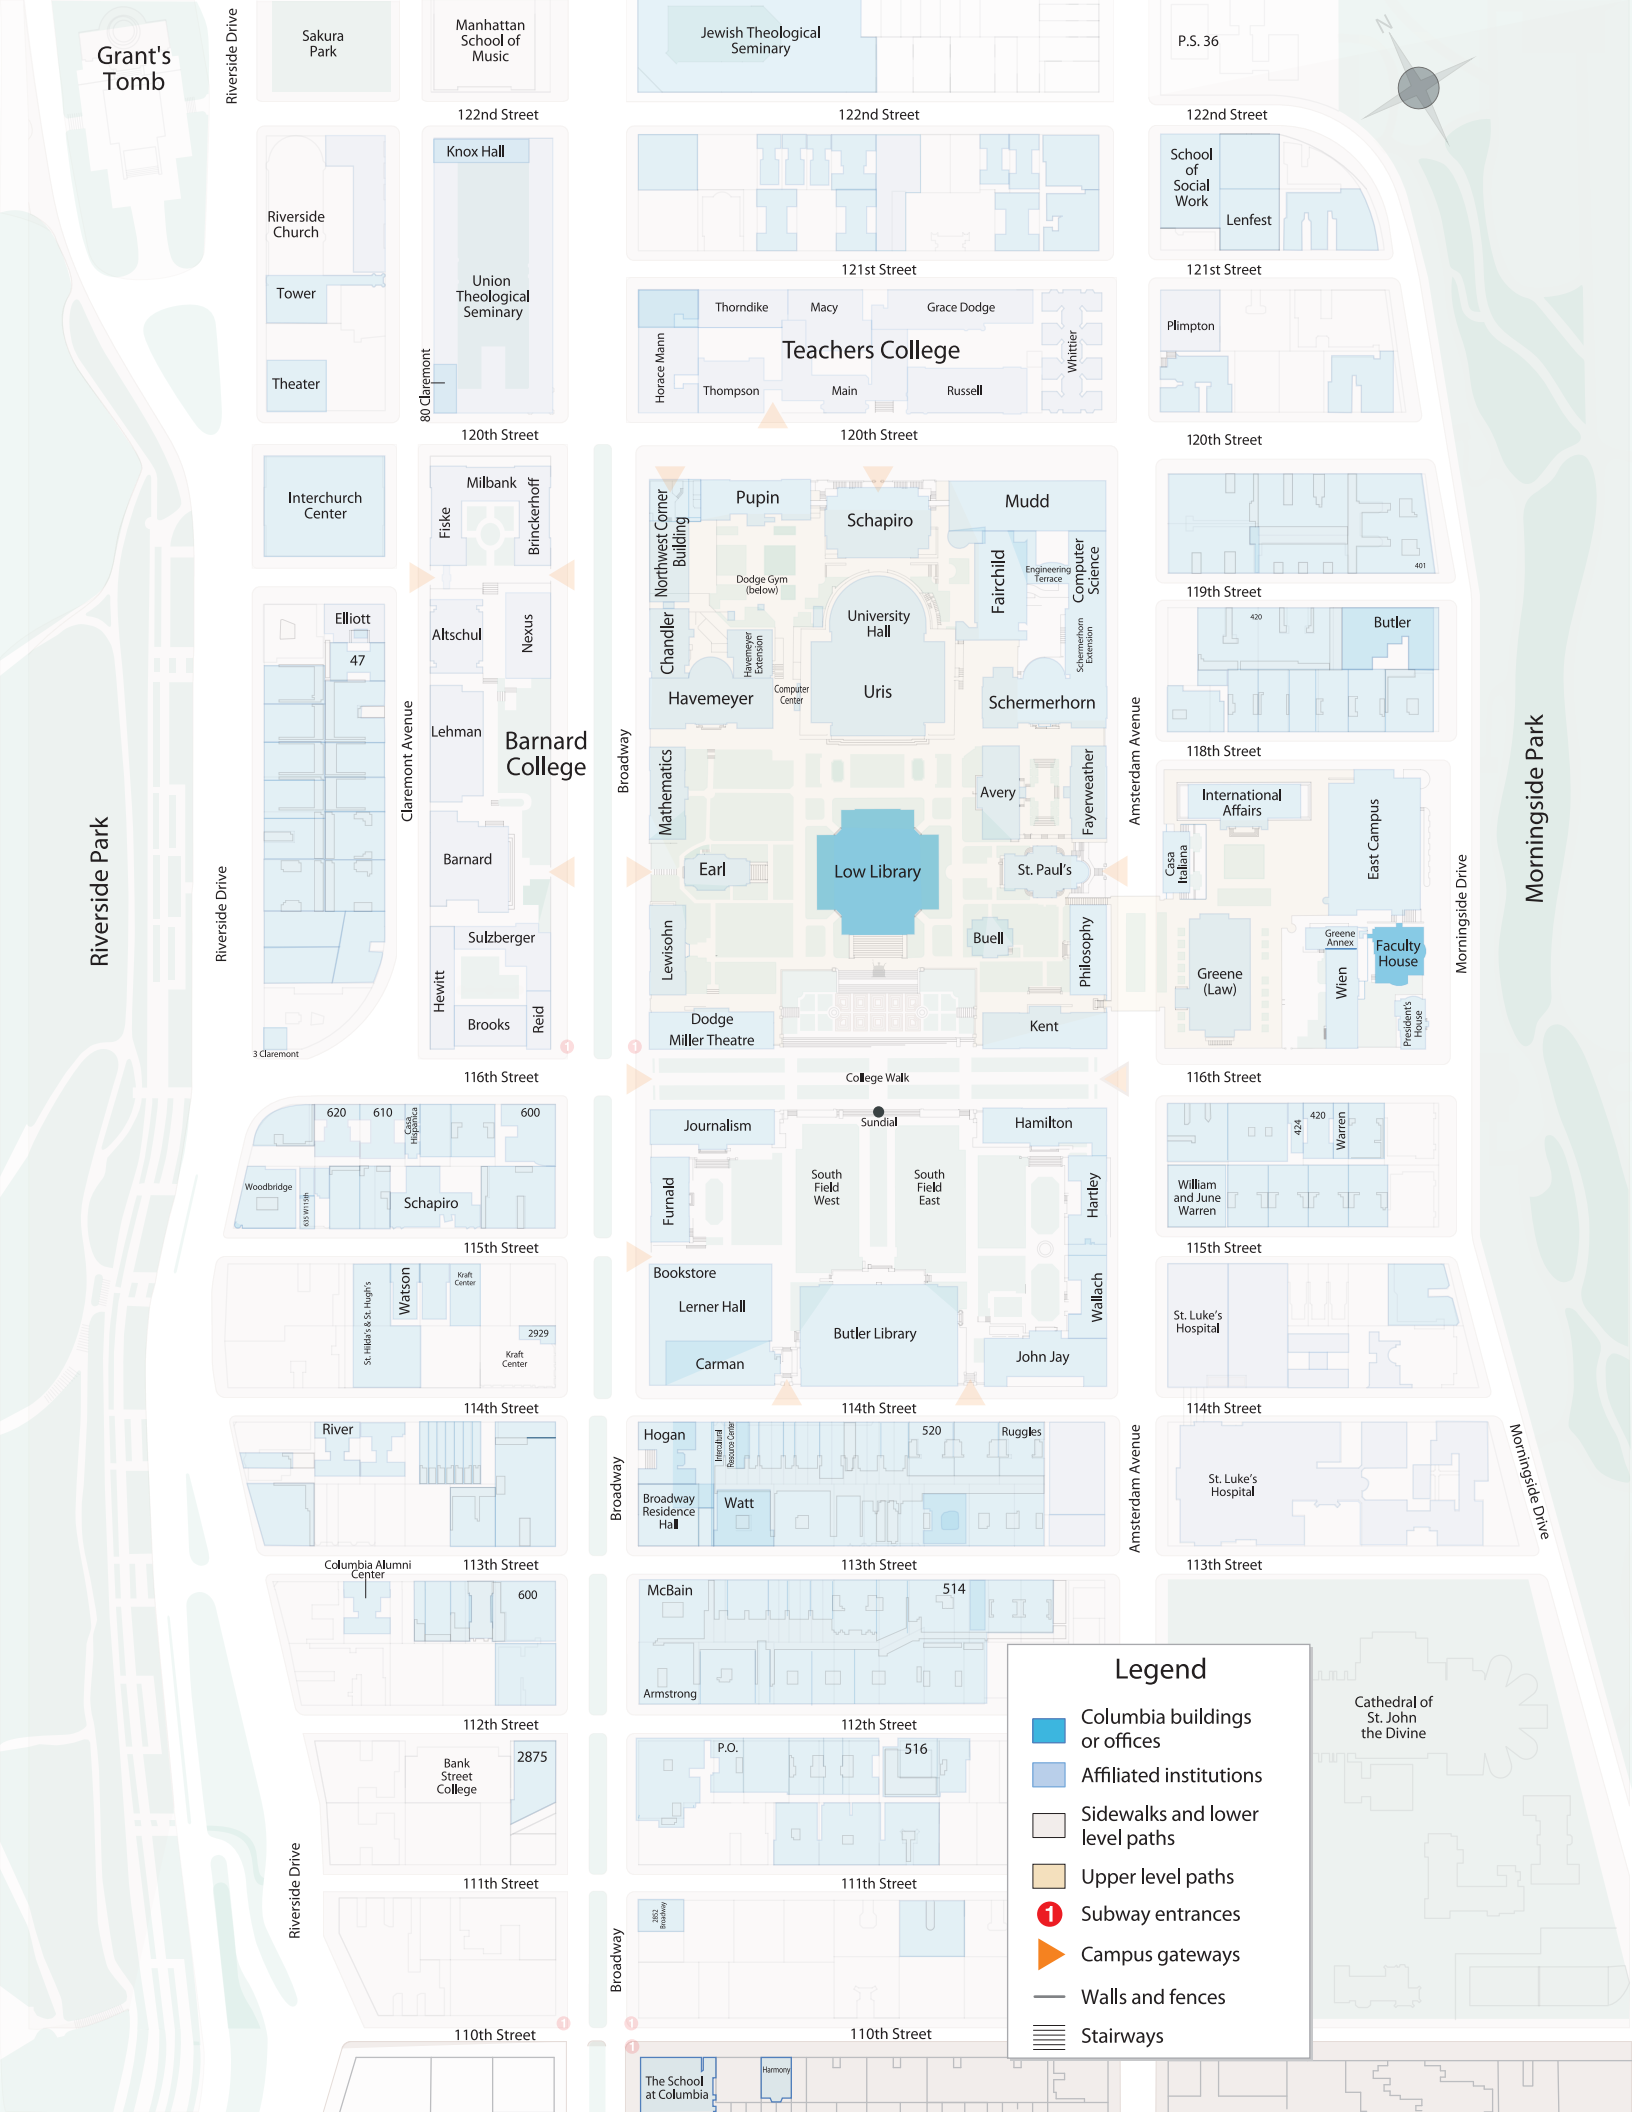 Grant's
Tomb
Riverside Drive
Sakura
Park
Manhattan
School of
Music
Jewish Theological
Seminary
P.S. 36
N
122nd Street
122nd Street
122nd Street
Knox Hall
Riverside
Church
Tower
Theater
Union
Theological
Seminary
80 Claremont
School
of
Social
Work
Lenfest
121st Street
121st Street
Thorndike
Macy
Grace Dodge
Horace Mann
Teachers College
Whittier
Thompson
Main
Russell
Plimpton
120th Street
120th Street
120th Street
Interchurch
Center
Milbank
Fiske
Brinckerhoff
Northwest Corner
Building
Pupin
Schapiro
Mudd
Fairchild
Engineering
Terrace
Computer
Science
401
Dodge Gym
(below)
119th Street
Elliott
47
Altschul
Nexus
Chandler
Havemeyer
Extension
University
Hall
Schermerhorn
Extension
420
Butler
Claremont Avenue
Lehman
Barnard
College
Broadway
Havemeyer
Computer
Center
Uris
Schermerhorn
Amsterdam Avenue
118th Street
Morningside Park
Riverside Park
Riverside Drive
Barnard
Mathematics
Avery
Fayerweather
International
Affairs
East Campus
Casa
Italiana
Earl
Low Library
St. Paul's
Morningside Drive
Sulzberger
Hewitt
Brooks
Reid
Lewisohn
Buell
Philosophy
Greene
(Law)
Greene
Annex
Wien
Faculty
House
President's
House
Dodge
Miller Theatre
Kent
3 Claremont
1
1
116th Street
College Walk
116th Street
620
610
Casa
Hispanica
600
Journalism
Sundial
Hamilton
424
420
Warren
Woodbridge
635 W115th
Schapiro
Furnald
South
Field
West
South
Field
East
Hartley
William
and June
Warren
115th Street
115th Street
St. Hilda's & St. Hugh's
Watson
Kraft
Center
2929
Kraft
Center
Bookstore
Lerner Hall
Carman
Butler Library
Wallach
John Jay
St. Luke's
Hospital
114th Street
114th Street
114th Street
River
Broadway
Hogan
Intercultural
Resource Center
520
Ruggles
Broadway
Residence
Hall
Watt
Amsterdam Avenue
St. Luke's
Hospital
Morningside Drive
113th Street
113th Street
113th Street
Columbia Alumni
Center
600
McBain
514
Armstrong
112th Street
112th Street
Bank
Street
College
2875
P.O.
516
Riverside Drive
111th Street
111th Street
Broadway
2852
Broadway
1
1
1
110th Street
110th Street
The School
at Columbia
Harmony
Cathedral of
St. John
the Divine
Legend
Columbia buildings
or offices
Affiliated institutions
Sidewalks and lower
level paths
Upper level paths
1 Subway entrances
Campus gateways
Walls and fences
Stairways